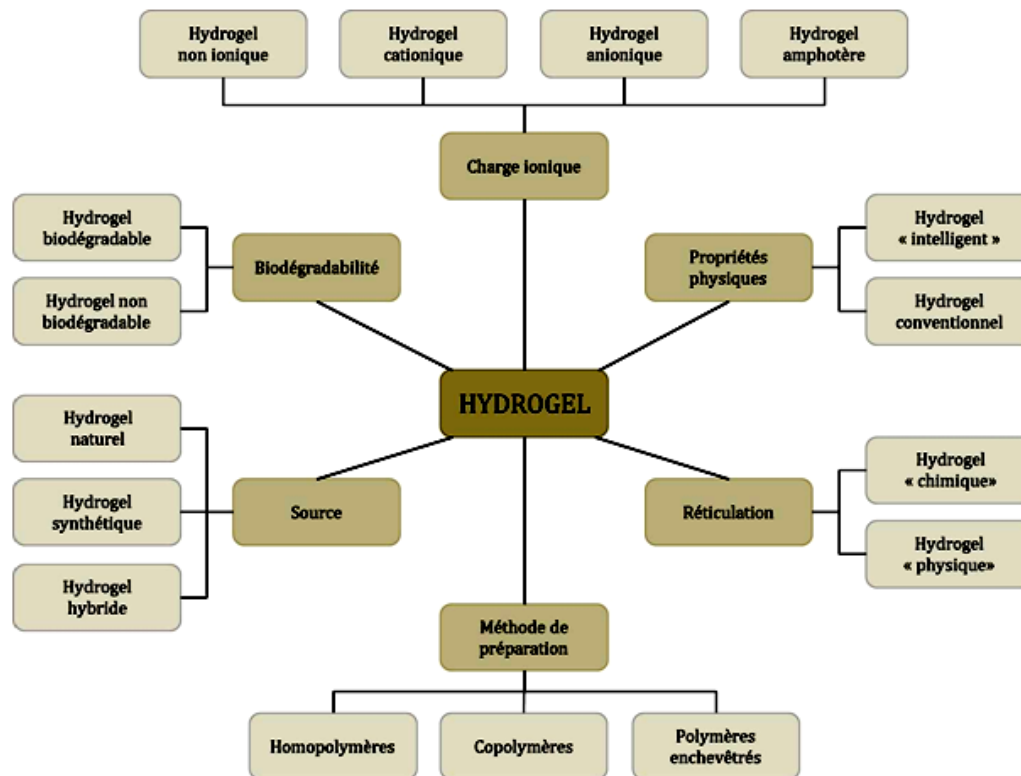 Hydrogel
non ionique
Hydrogel
cationique
Hydrogel
anionique
Hydrogel
amphotère
Charge ionique
Hydrogel
biodégradable
Hydrogel non
biodégradable
Biodégradabilité
Propriétés
physiques
Hydrogel
« intelligent »
Hydrogel
conventionnel
HYDROGEL
Hydrogel
naturel
Hydrogel
synthétique
Hydrogel
hybride
Source
Réticulation
Hydrogel
« chimique»
Hydrogel
« physique»
Méthode de
préparation
Homopolymères
Copolymères
Polymères
enchevêtrés